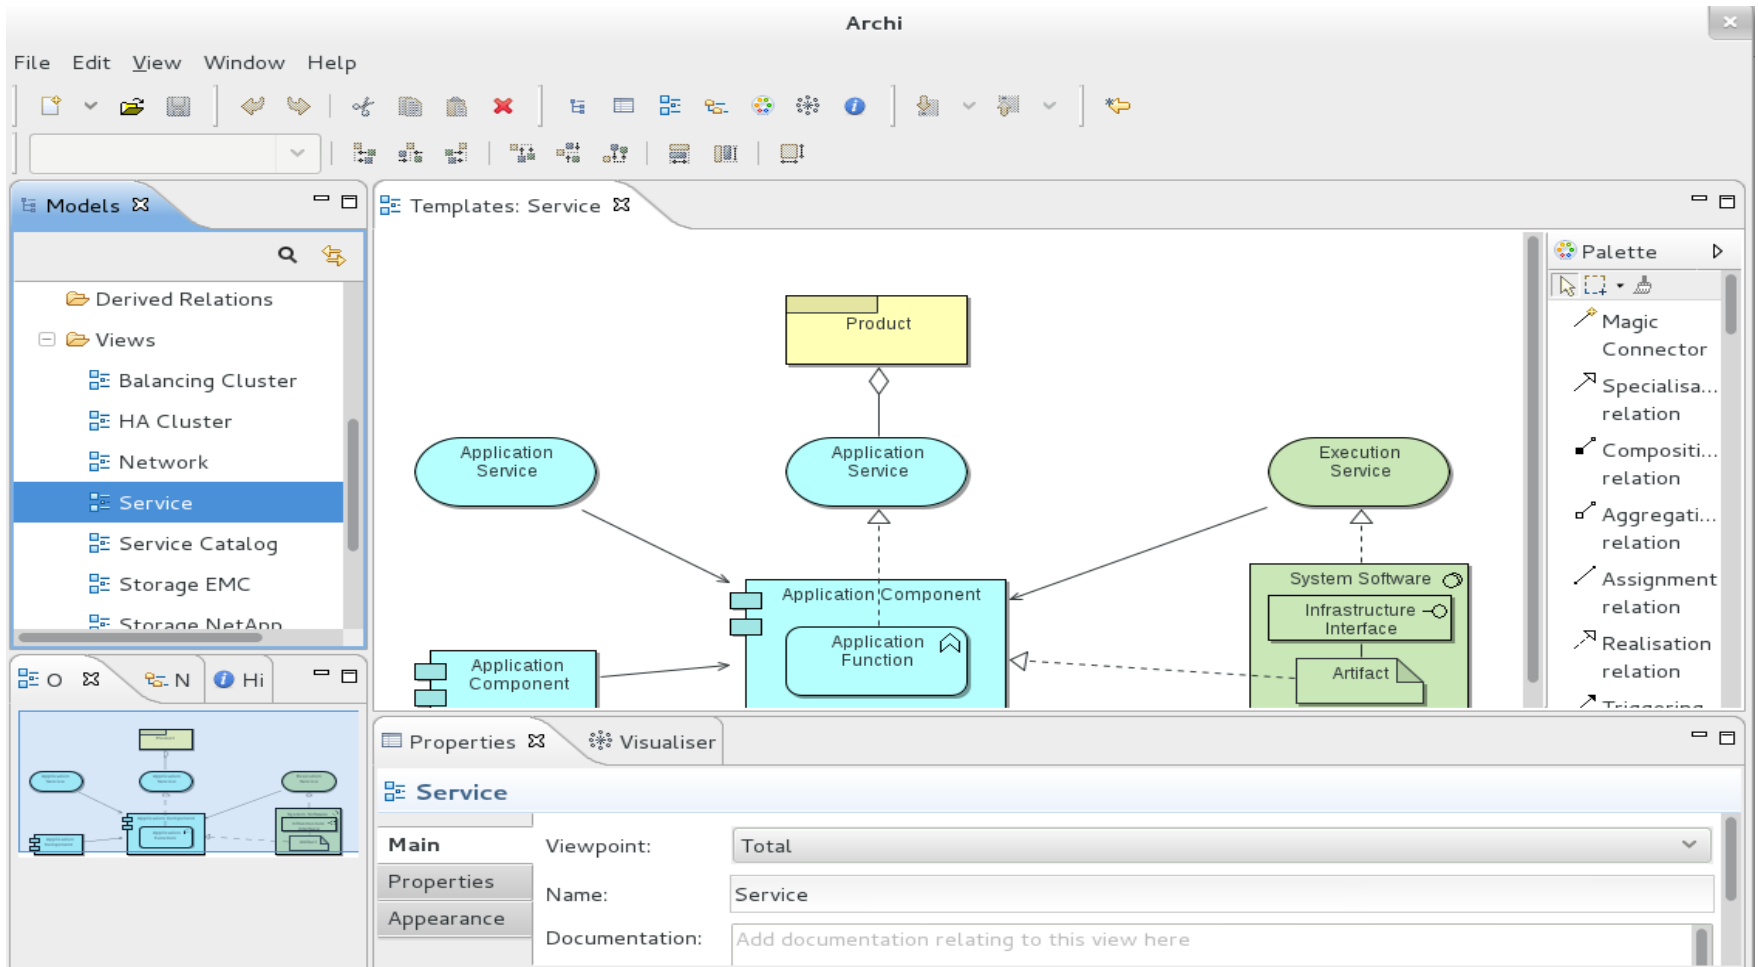 Archi
File Edit View Window Help
Models
Templates: Service
Palette
Derived Relations
Views
Balancing Cluster
HA Cluster
Network
Service
Service Catalog
Storage EMC
Storage NetApp
Product
Application
Service
Application
Service
Execution
Service
Application Component
Application
Function
Application
Component
System Software
Infrastructure
Interface
Artifact
Magic
Connector
Specialisa...
relation
Compositi...
relation
Aggregati...
relation
Assignment
relation
Realisation
relation
Triggering
O
N
Hi
Properties
Visualiser
Service
Main
Properties
Appearance
Viewpoint:
Total
Name:
Service
Documentation:
Add documentation relating to this view here